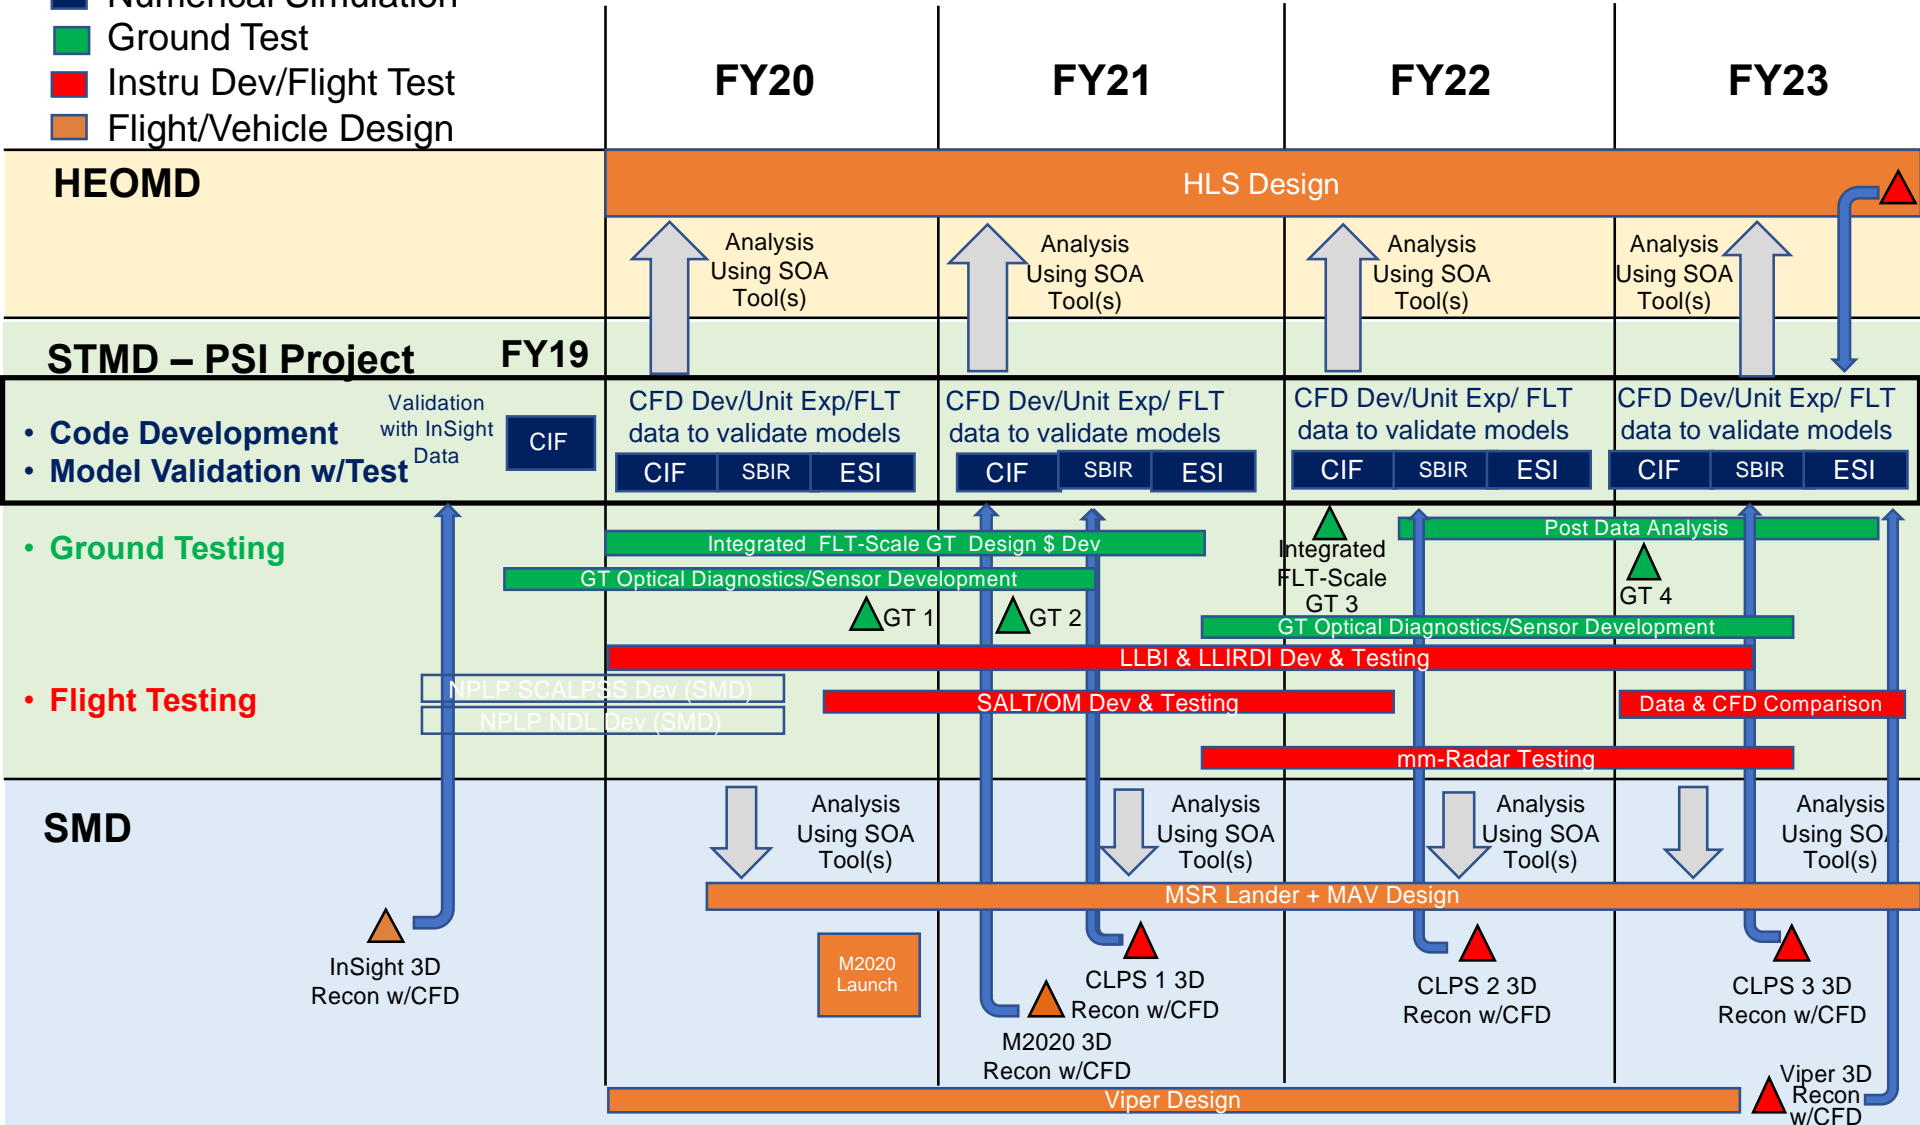 Numerical Simulation
Ground Test
Instru Dev/Flight Test
Flight/Vehicle Design
FY20
FY21
FY22
FY23
HEOMD
HLS Design
Analysis
Using SOA
Tool(s)
Analysis
Using SOA
Tool(s)
Analysis
Using SOA
Tool(s)
Analysis
Using SOA
Tool(s)
STMD – PSI Project
FY19
• Code Development
• Model Validation w/Test
Validation
with InSight
Data
CIF
CFD Dev/Unit Exp/FLT
data to validate models
CIF
SBIR
ESI
CFD Dev/Unit Exp/ FLT
data to validate models
CIF
SBIR
ESI
CFD Dev/Unit Exp/ FLT
data to validate models
CIF
SBIR
ESI
CFD Dev/Unit Exp/ FLT
data to validate models
CIF
SBIR
ESI
• Ground Testing
Integrated FLT-Scale GT Design $ Dev
GT Optical Diagnostics/Sensor Development
GT 1
GT 2
Integrated
FLT-Scale
GT 3
Post Data Analysis
GT 4
GT Optical Diagnostics/Sensor Development
LLBI & LLIRDI Dev & Testing
• Flight Testing
NPLP SCALPSS Dev (SMD)
NPLP NDL Dev (SMD)
SALT/OM Dev & Testing
Data & CFD Comparison
mm-Radar Testing
SMD
Analysis
Using SOA
Tool(s)
Analysis
Using SOA
Tool(s)
Analysis
Using SOA
Tool(s)
Analysis
Using SOA
Tool(s)
MSR Lander + MAV Design
InSight 3D
Recon w/CFD
M2020
Launch
M2020 3D
Recon w/CFD
CLPS 1 3D
Recon w/CFD
CLPS 2 3D
Recon w/CFD
CLPS 3 3D
Recon w/CFD
Viper Design
Viper 3D
Recon
w/CFD